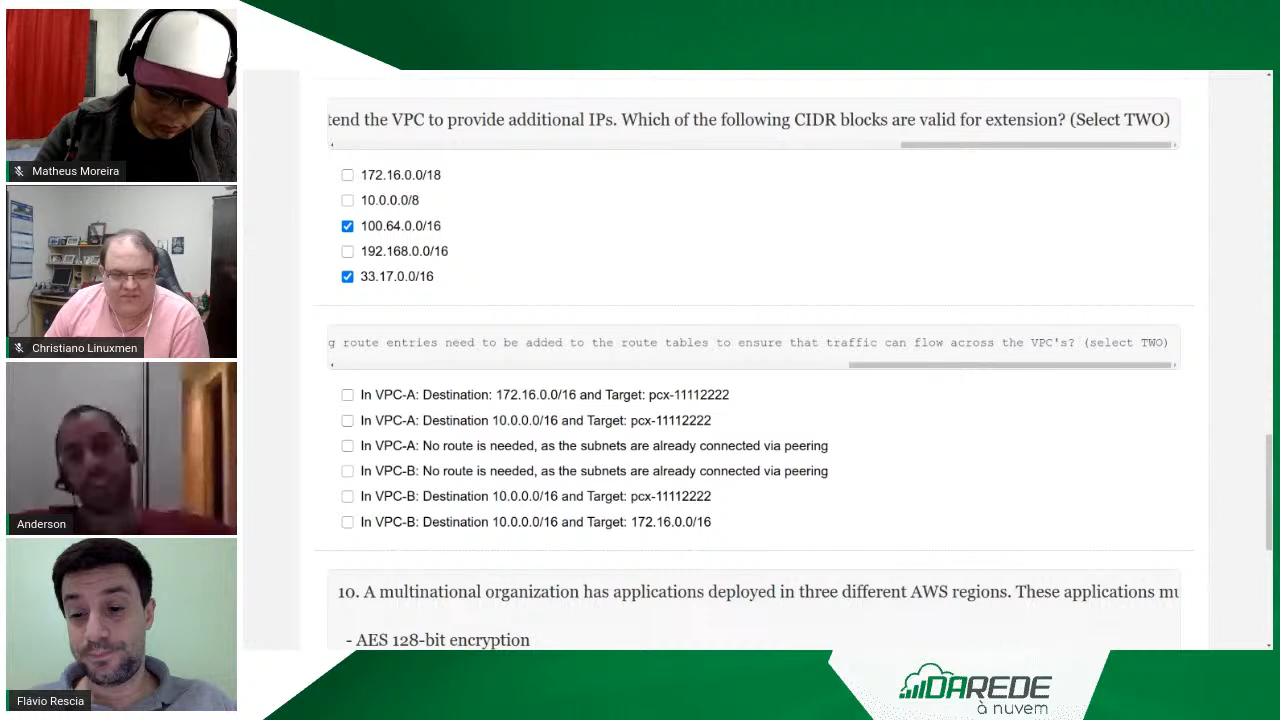 Matheus Moreira
Christiano Linuxmen
Anderson
Flávio Rescia
tend the VPC to provide additional IPs. Which of the following CIDR blocks are valid for extension? (Select TWO)
172.16.0.0/18
10.0.0.0/8
100.64.0.0/16
192.168.0.0/16
33.17.0.0/16
g route entries need to be added to the route tables to ensure that traffic can flow across the VPC's? (select TWO)
In VPC-A: Destination: 172.16.0.0/16 and Target: pcx-11112222
In VPC-A: Destination 10.0.0.0/16 and Target: pcx-11112222
In VPC-A: No route is needed, as the subnets are already connected via peering
In VPC-B: No route is needed, as the subnets are already connected via peering
In VPC-B: Destination 10.0.0.0/16 and Target: pcx-11112222
In VPC-B: Destination 10.0.0.0/16 and Target: 172.16.0.0/16
10. A multinational organization has applications deployed in three different AWS regions. These applications mu
- AES 128-bit encryption
DAREDE
à nuvem